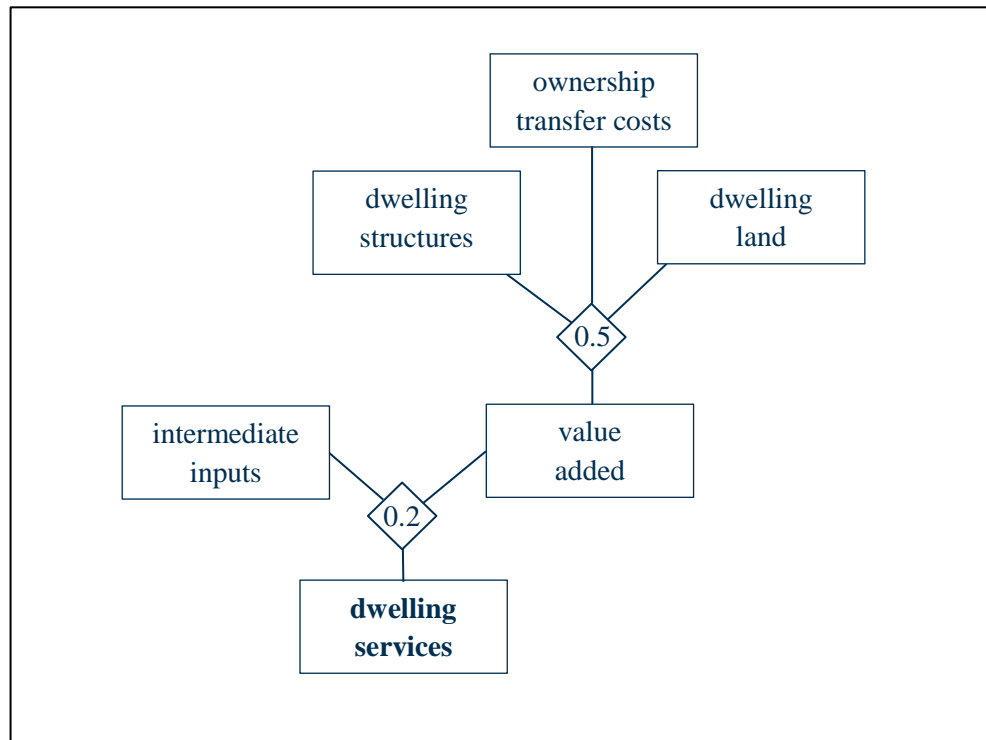 ownership
transfer costs
dwelling
structures
dwelling
land
0.5
intermediate
inputs
value
added
0.2
dwelling
services